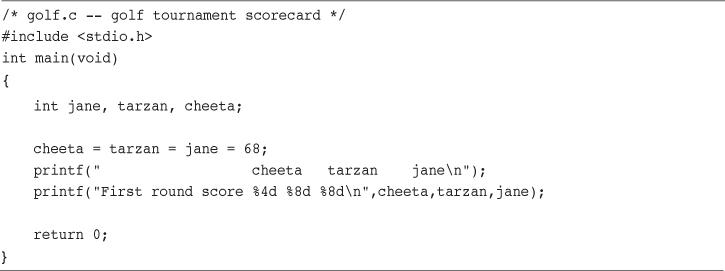 /* golf.c -- golf tournament scorecard */
#include <stdio.h>
int main(void)
{
    int jane, tarzan, cheeta;

    cheeta = tarzan = jane = 68;
    printf("                  cheeta   tarzan    jane\n");
    printf("First round score %4d %8d %8d\n",cheeta,tarzan,jane);

    return 0;
}